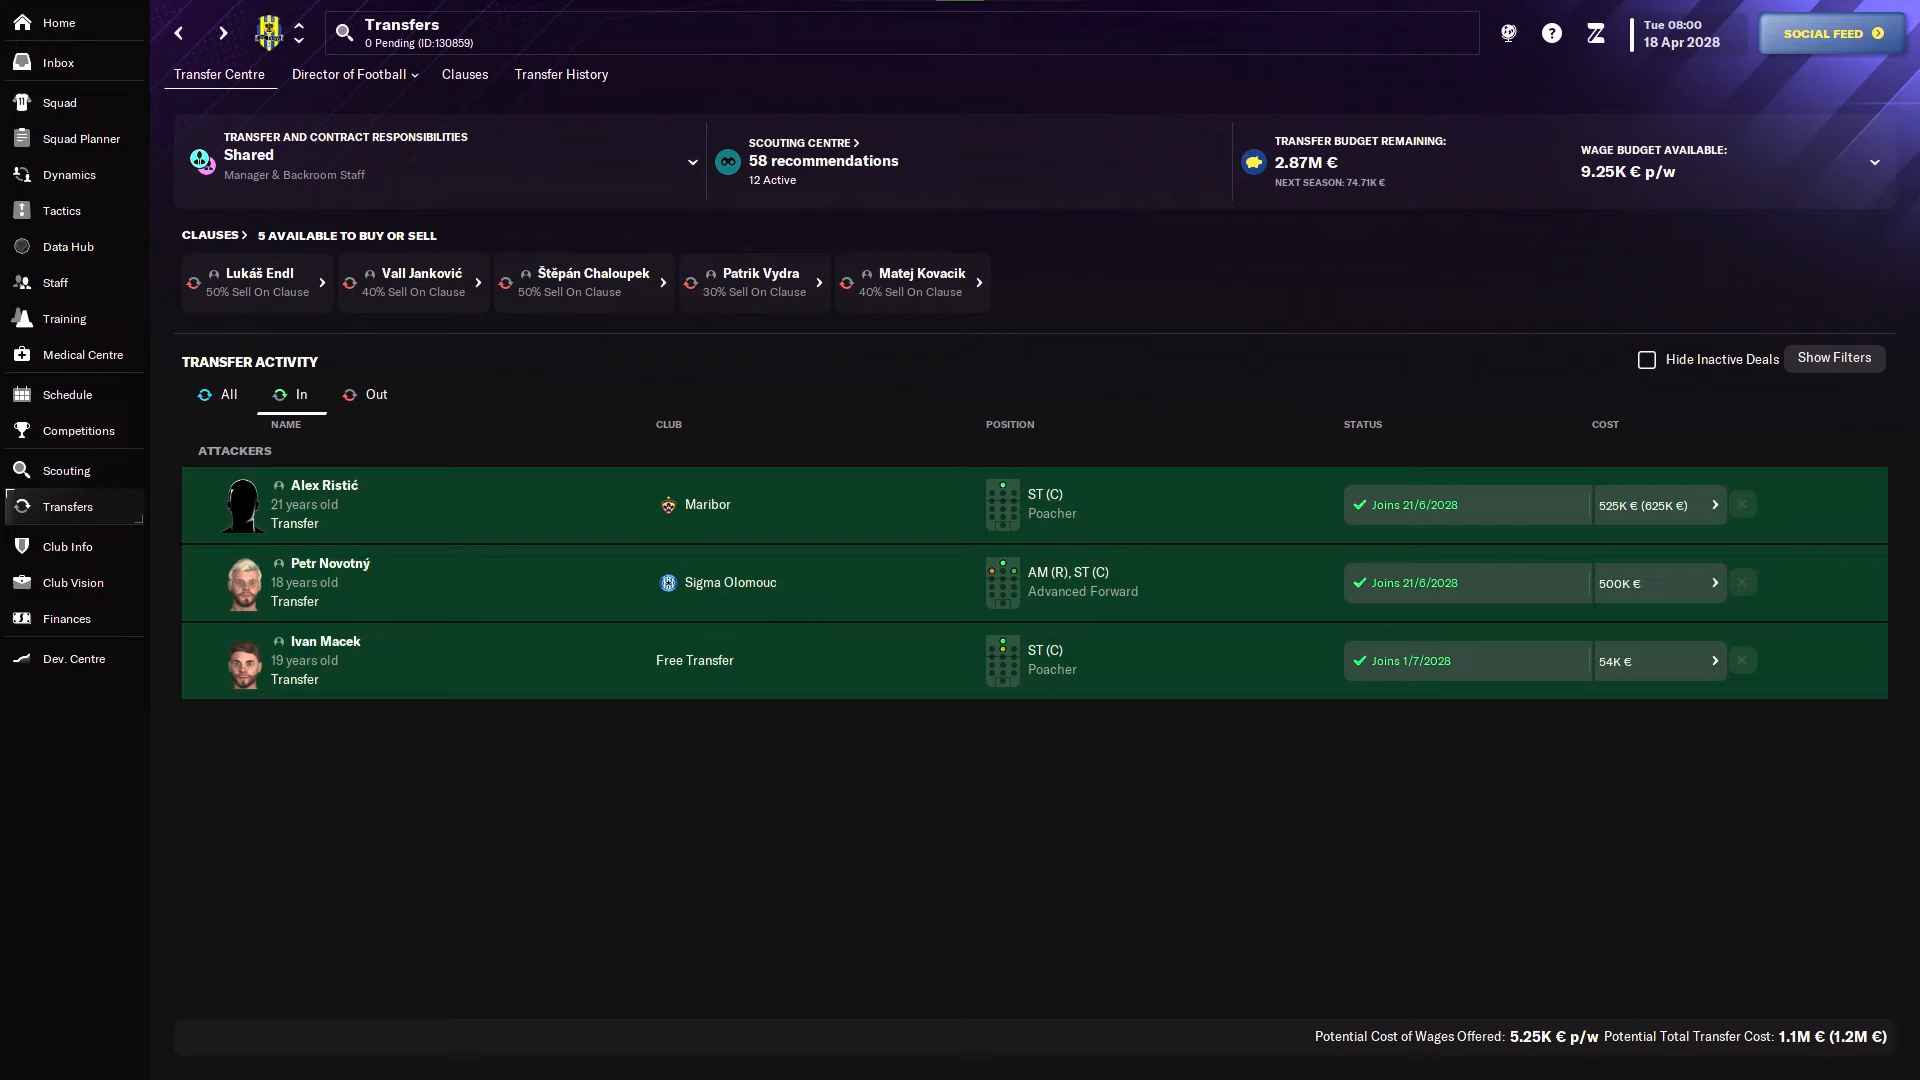 Home
Inbox
Squad
Squad Planner
Dynamics
Tactics
Data Hub
Staff
Training
Medical Centre
Schedule
Competitions
Scouting
Transfers
Club Info
Club Vision
Finances
Dev. Centre
Transfers
0 Pending (ID:130859)
Tue 08:00
18 Apr 2028
SOCIAL FEED
Transfer Centre Director of Football Clauses Transfer History
TRANSFER AND CONTRACT RESPONSIBILITIES
Shared
Manager & Backroom Staff
SCOUTING CENTRE
58 recommendations
12 Active
TRANSFER BUDGET REMAINING:
2.87M €
NEXT SEASON: 74.71K €
WAGE BUDGET AVAILABLE:
9.25K € p/w
CLAUSES 5 AVAILABLE TO BUY OR SELL
Lukáš Endl
50% Sell On Clause
Vall Janković
40% Sell On Clause
Štěpán Chaloupek
50% Sell On Clause
Patrik Vydra
30% Sell On Clause
Matej Kovacik
40% Sell On Clause
TRANSFER ACTIVITY
Hide Inactive Deals Show Filters
All In Out
NAME CLUB POSITION STATUS COST
ATTACKERS
Alex Ristić
21 years old
Transfer
Maribor
ST (C)
Poacher
Joins 21/6/2028
525K € (625K €)
Petr Novotný
18 years old
Transfer
Sigma Olomouc
AM (R), ST (C)
Advanced Forward
Joins 21/6/2028
500K €
Ivan Macek
19 years old
Transfer
Free Transfer
ST (C)
Poacher
Joins 1/7/2028
54K €
Potential Cost of Wages Offered: 5.25K € p/w Potential Total Transfer Cost: 1.1M € (1.2M €)